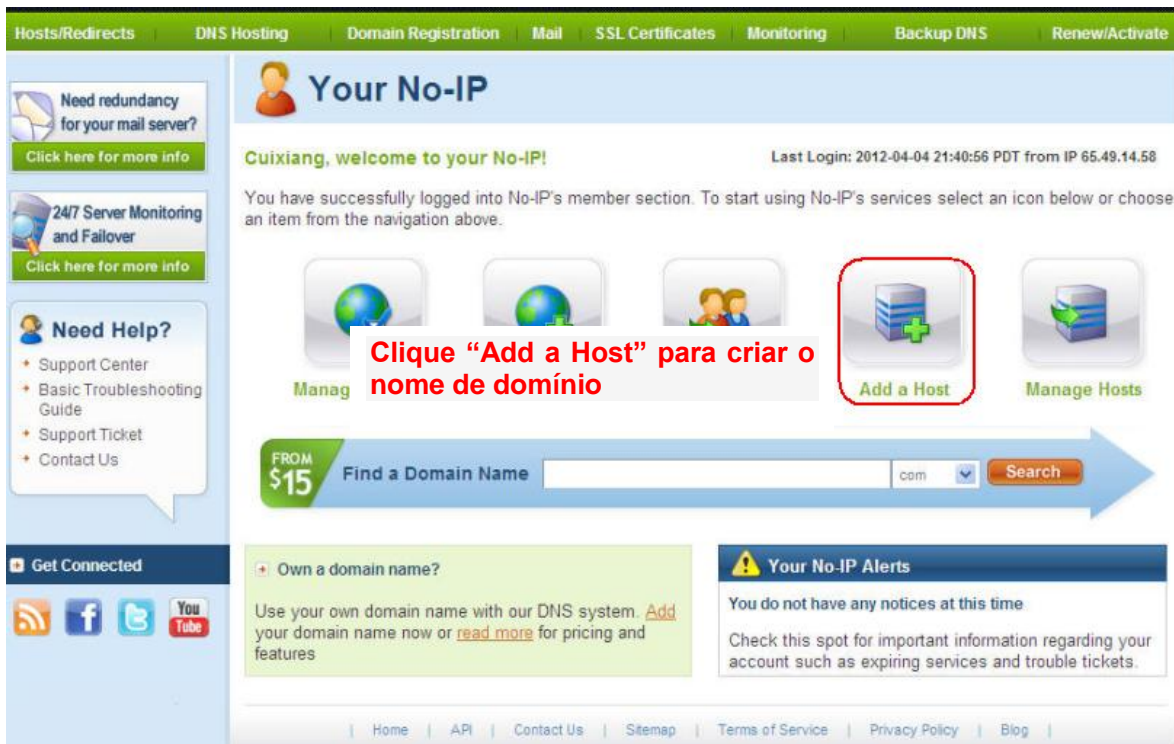 Hosts/Redirects DNS Hosting Domain Registration Mail SSL Certificates Monitoring Backup DNS Renew/Activate
Need redundancy
for your mail server?
Click here for more info
24/7 Server Monitoring
and Failover
Click here for more info
Need Help?
Support Center
Basic Troubleshooting
Guide
Support Ticket
Contact Us
Get Connected
You
Tube
Your No-IP
Cuixiang, welcome to your No-IP!
Last Login: 2012-04-04 21:40:56 PDT from IP 65.49.14.58
You have successfully logged into No-IP's member section. To start using No-IP's services select an icon below or choose
an item from the navigation above.
Clique “Add a Host” para criar o
nome de domínio
Manag
Add a Host
Manage Hosts
FROM
$15
Find a Domain Name
com
Search
Own a domain name?
Use your own domain name with our DNS system. Add
your domain name now or read more for pricing and
features
Your No-IP Alerts
You do not have any notices at this time
Check this spot for important information regarding your
account such as expiring services and trouble tickets.
| Home | API | Contact Us | Sitemap | Terms of Service | Privacy Policy | Blog |